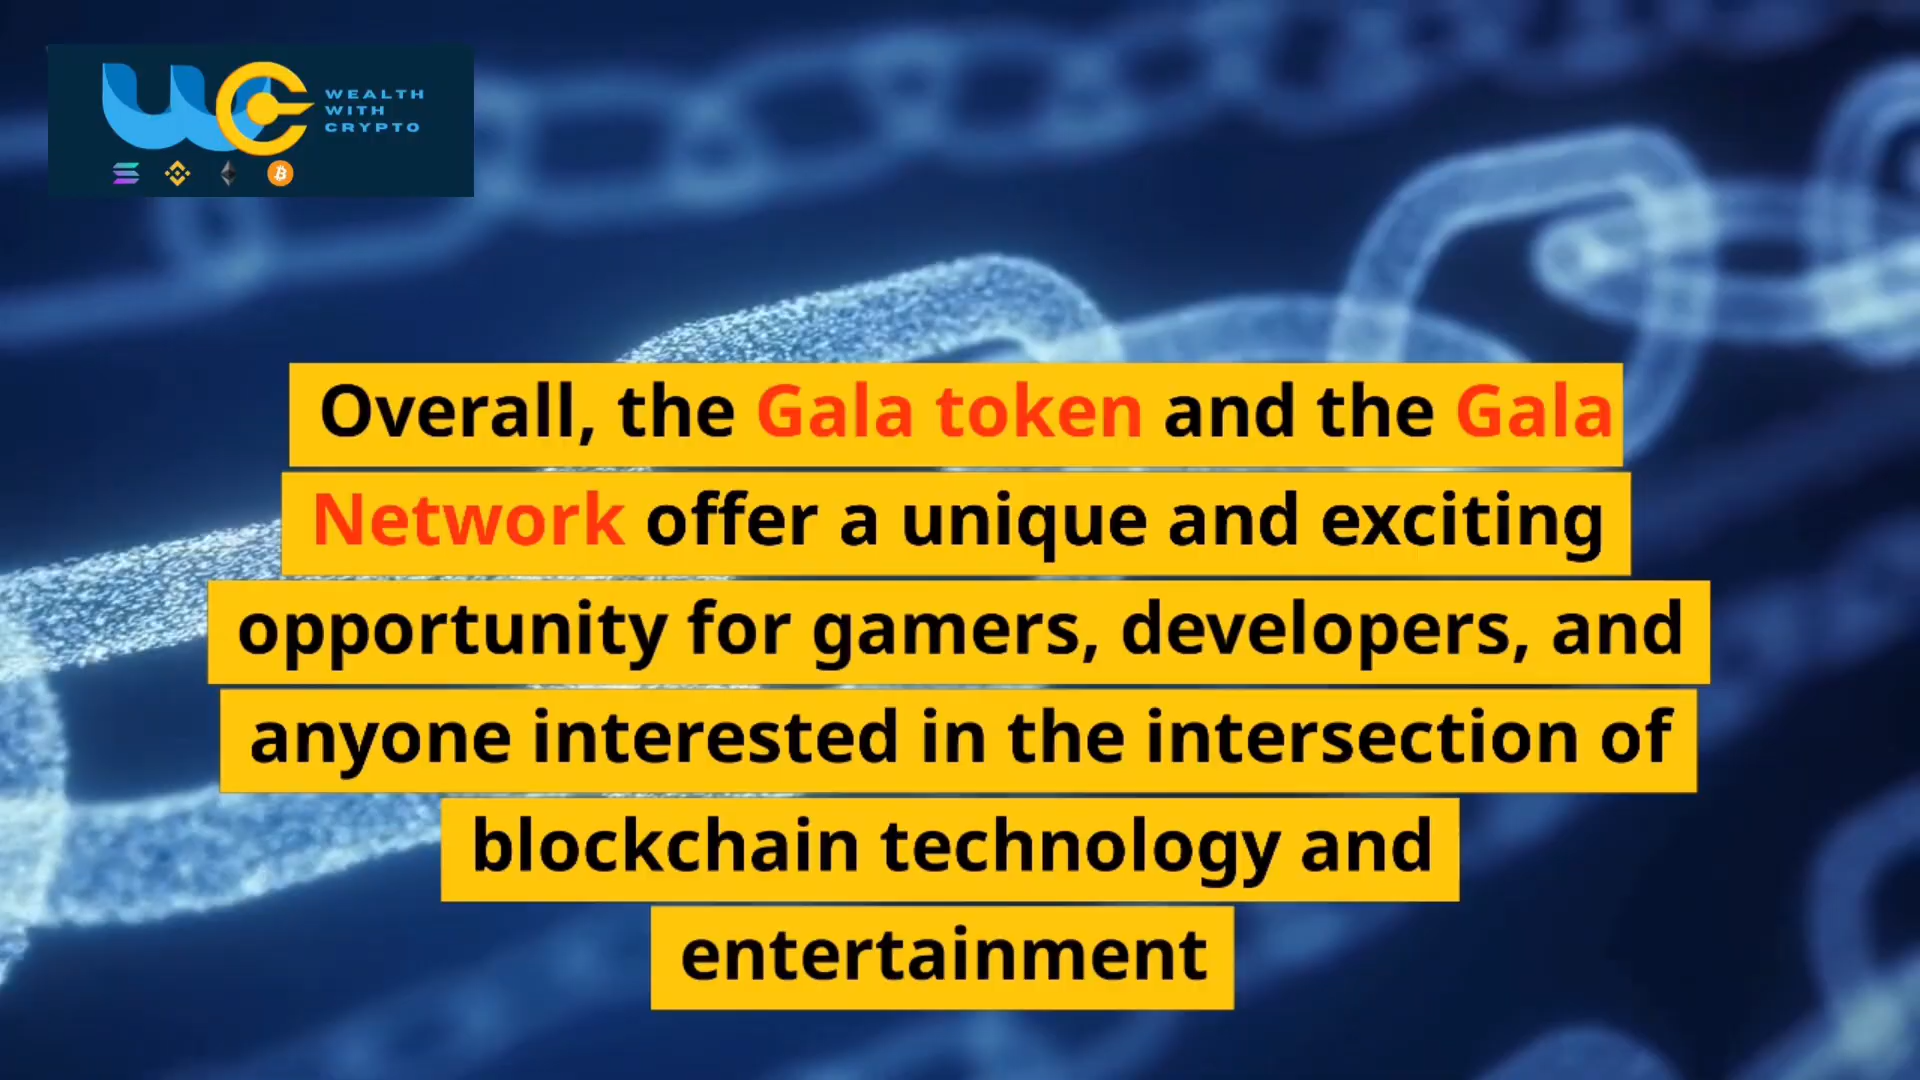 WEALTH
WITH
CRYPTO
Overall, the Gala token and the Gala
Network offer a unique and exciting
opportunity for gamers, developers, and
anyone interested in the intersection of
blockchain technology and
entertainment